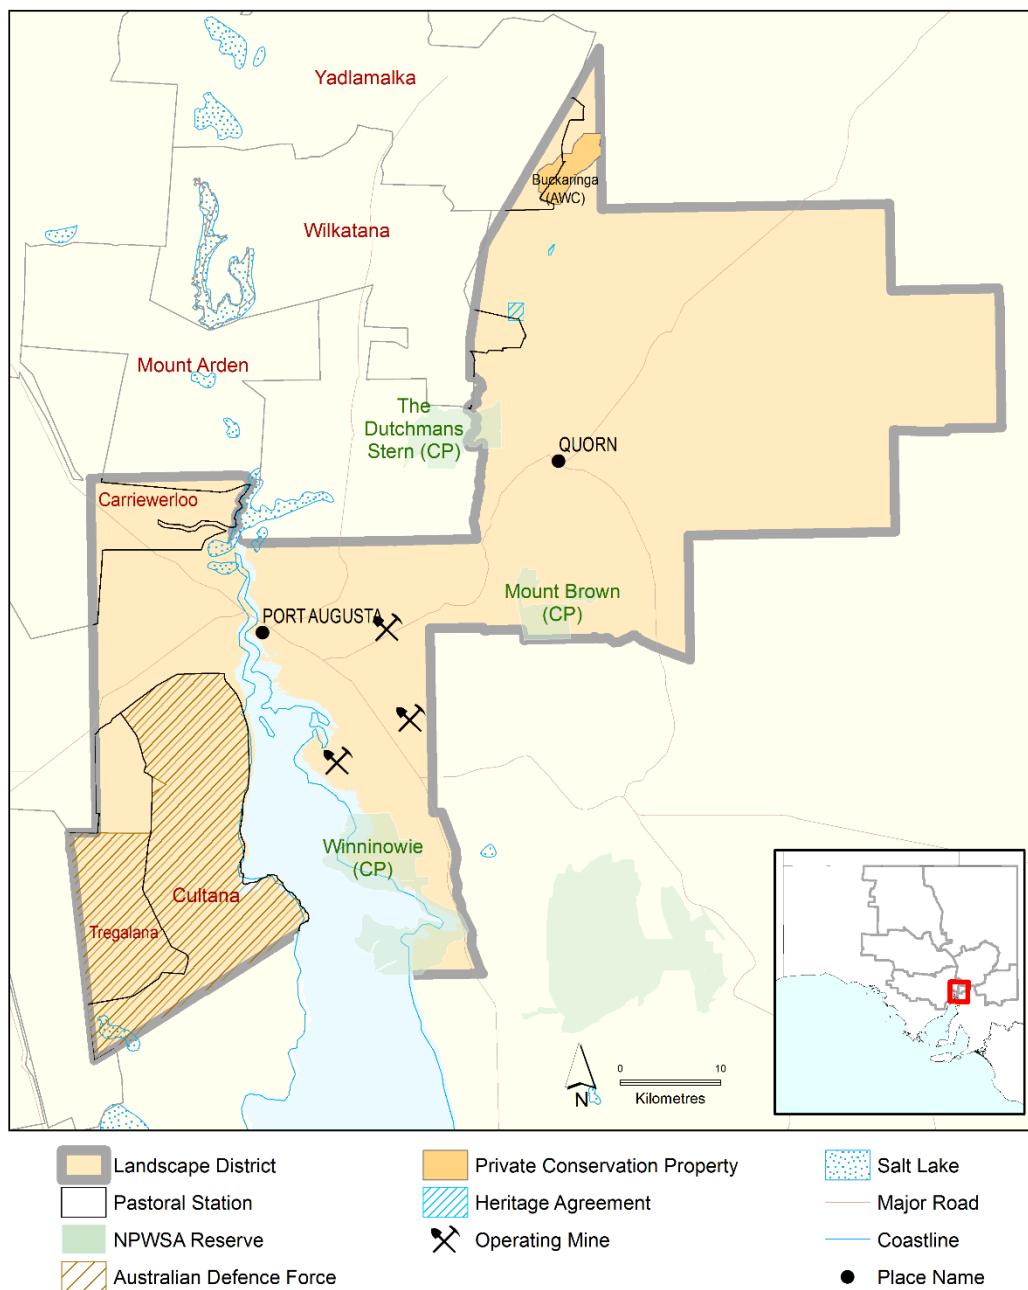 Yadlamalka
Buckaringa
(AWC)
Wilkatana
Mount Arden
The
Dutchmans
Stern (CP)
QUORN
Carriewerloo
Mount Brown
(CP)
PORT AUGUSTA
Winninowie
(CP)
Cultana
Tregalana
N
0 10
Kilometres
Landscape District
Pastoral Station
NPWSA Reserve
Australian Defence Force
Private Conservation Property
Heritage Agreement
Operating Mine
Salt Lake
Major Road
Coastline
Place Name